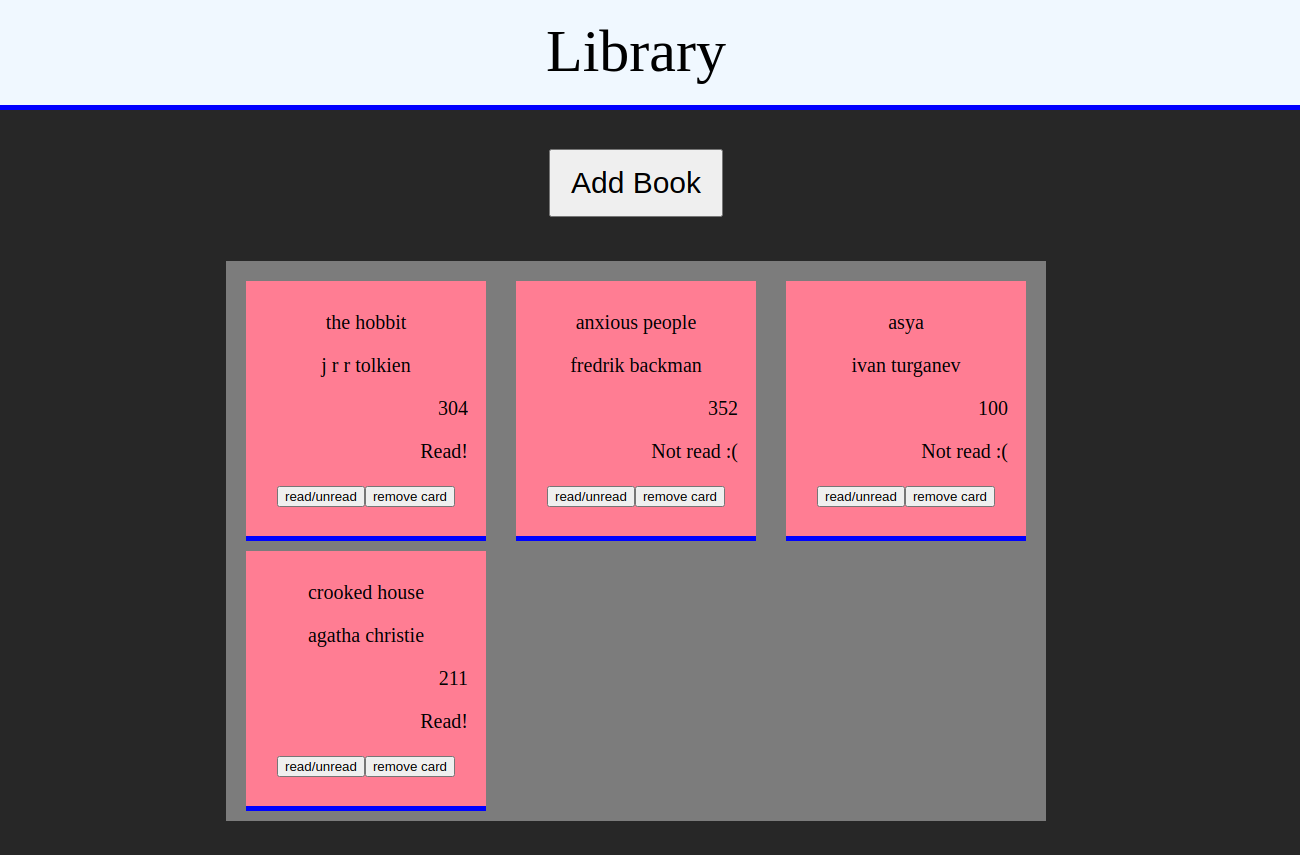 Library
Add Book
the hobbit
j r r tolkien
304
Read!
read/unread remove card
anxious people
fredrik backman
352
Not read :(
read/unread remove card
asya
ivan turganev
100
Not read :(
read/unread remove card
crooked house
agatha christie
211
Read!
read/unread remove card